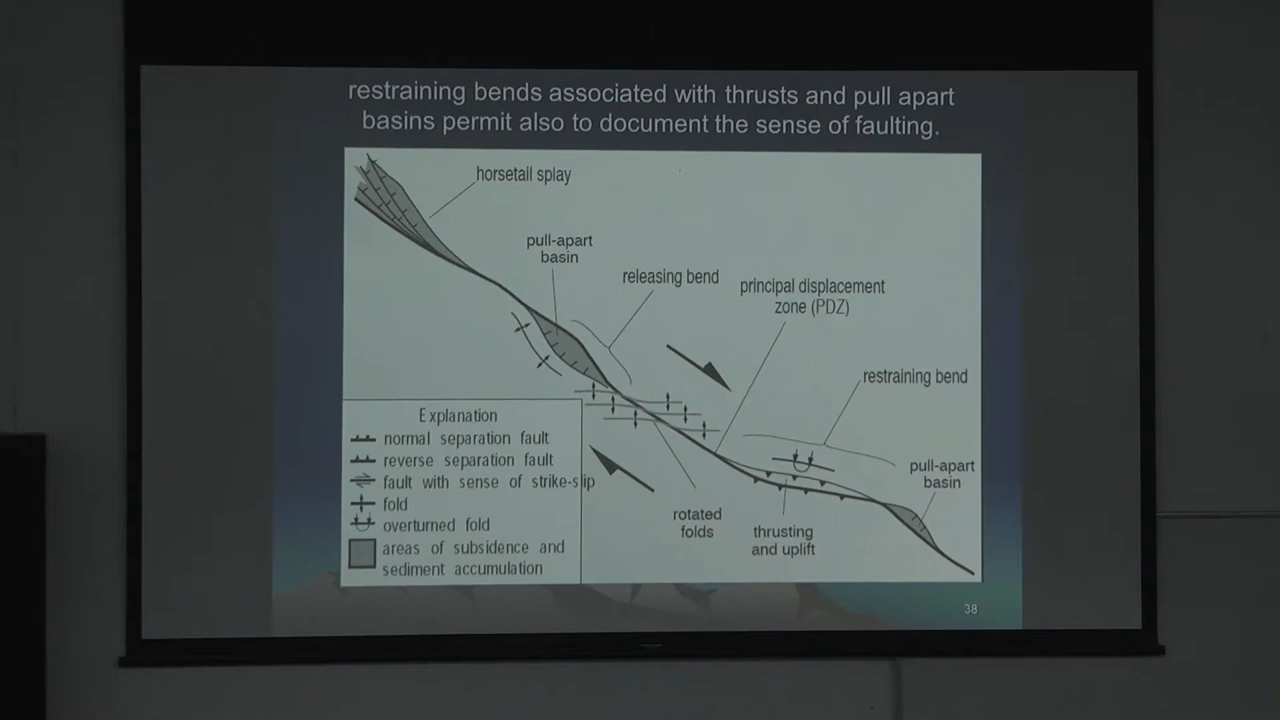 restraining bends associated with thrusts and pull apart
basins permit also to document the sense of faulting.
horsetail splay
pull-apart
basin
releasing bend
principal displacement
zone (PDZ)
restraining bend
pull-apart
basin
rotated
folds
thrusting
and uplift
Explanation
normal separation fault
reverse separation fault
fault with sense of strike-slip
fold
overturned fold
areas of subsidence and
sediment accumulation
38